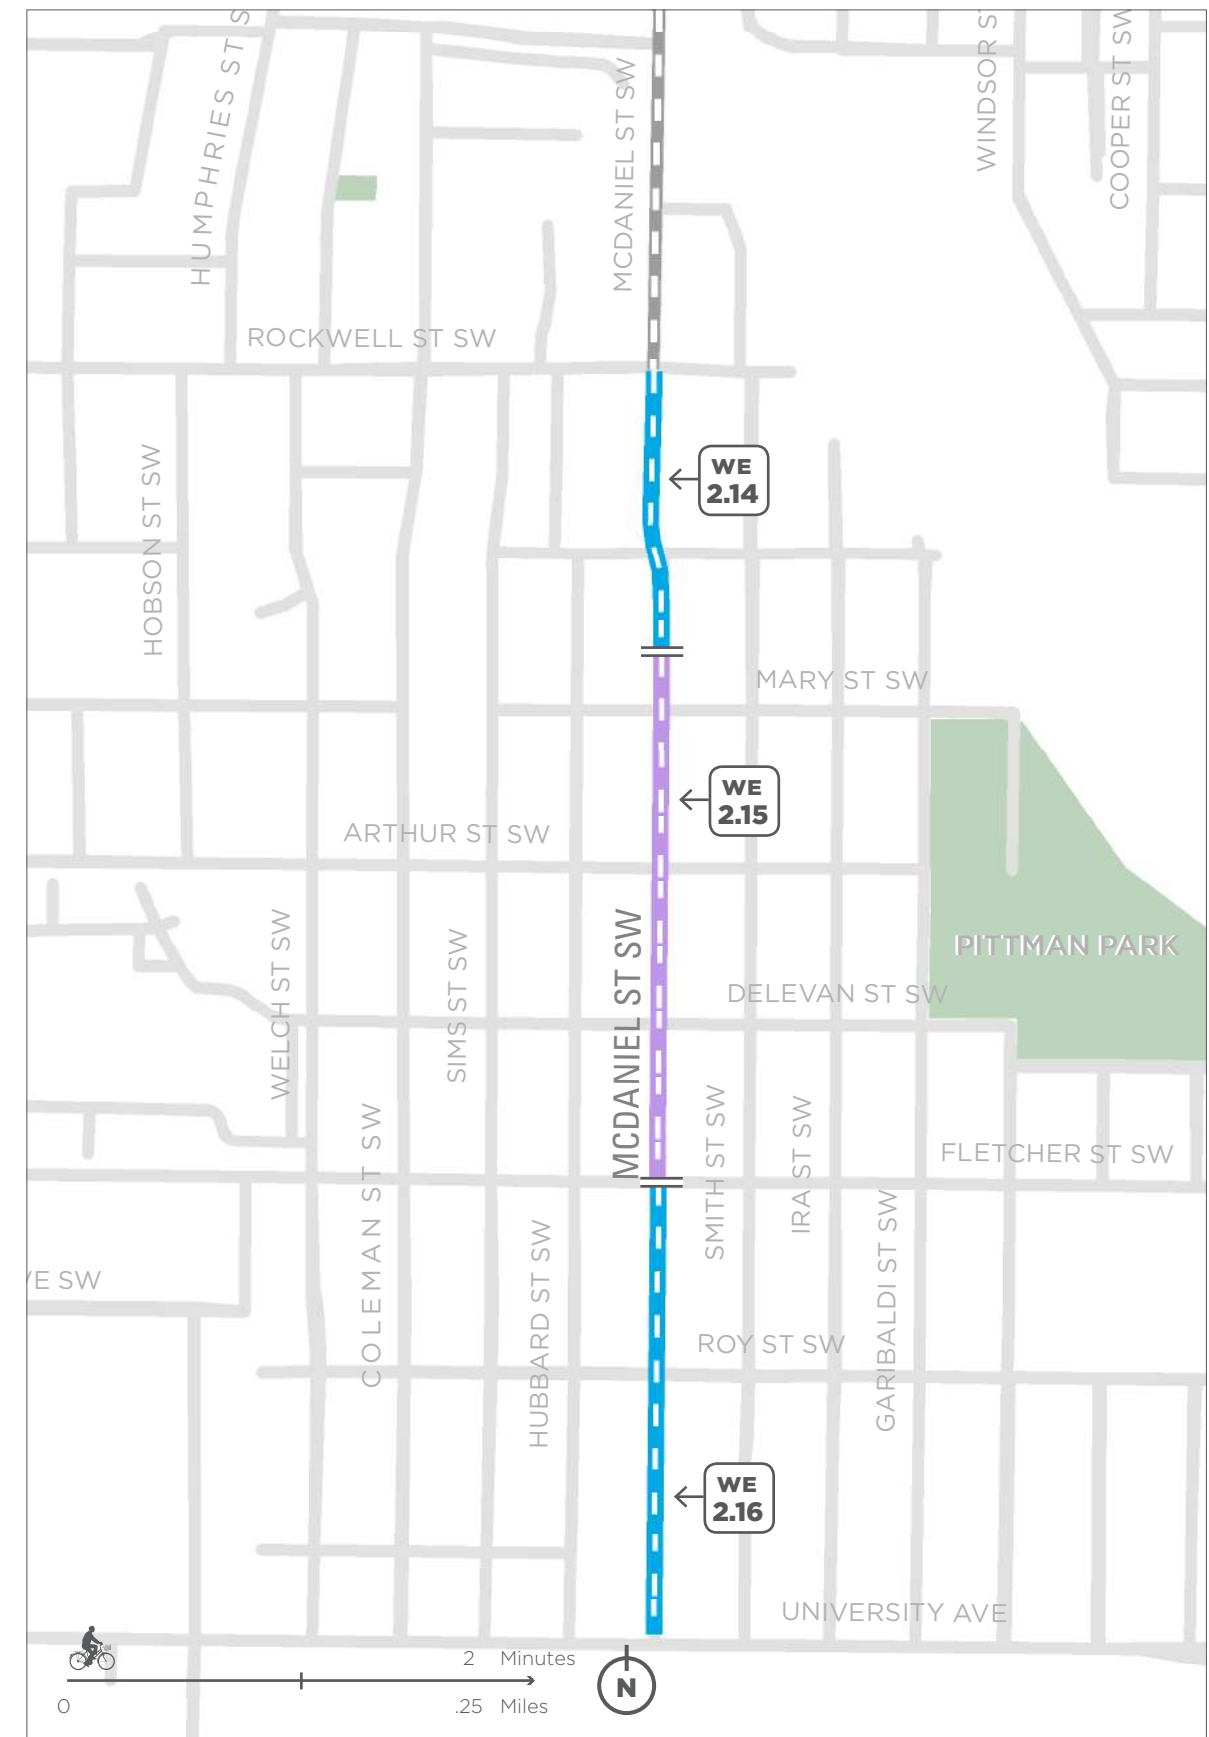 HUMPHRIES ST S
MCDANIEL ST SW
WINDSOR S
COOPER ST SW
ROCKWELL ST SW
HOBSON ST SW
WE
2.14
MARY ST SW
WE
2.15
ARTHUR ST SW
PITTMAN PARK
WELCH ST SW
SIMS ST SW
MCDANIEL ST SW
DELEVAN ST SW
COLEMAN ST SW
SMITH ST SW
IRA ST SW
FLETCHER ST SW
VE SW
HUBBARD ST SW
GARIBALDI ST SW
ROY ST SW
WE
2.16
UNIVERSITY AVE
2 Minutes
0 .25 Miles
N